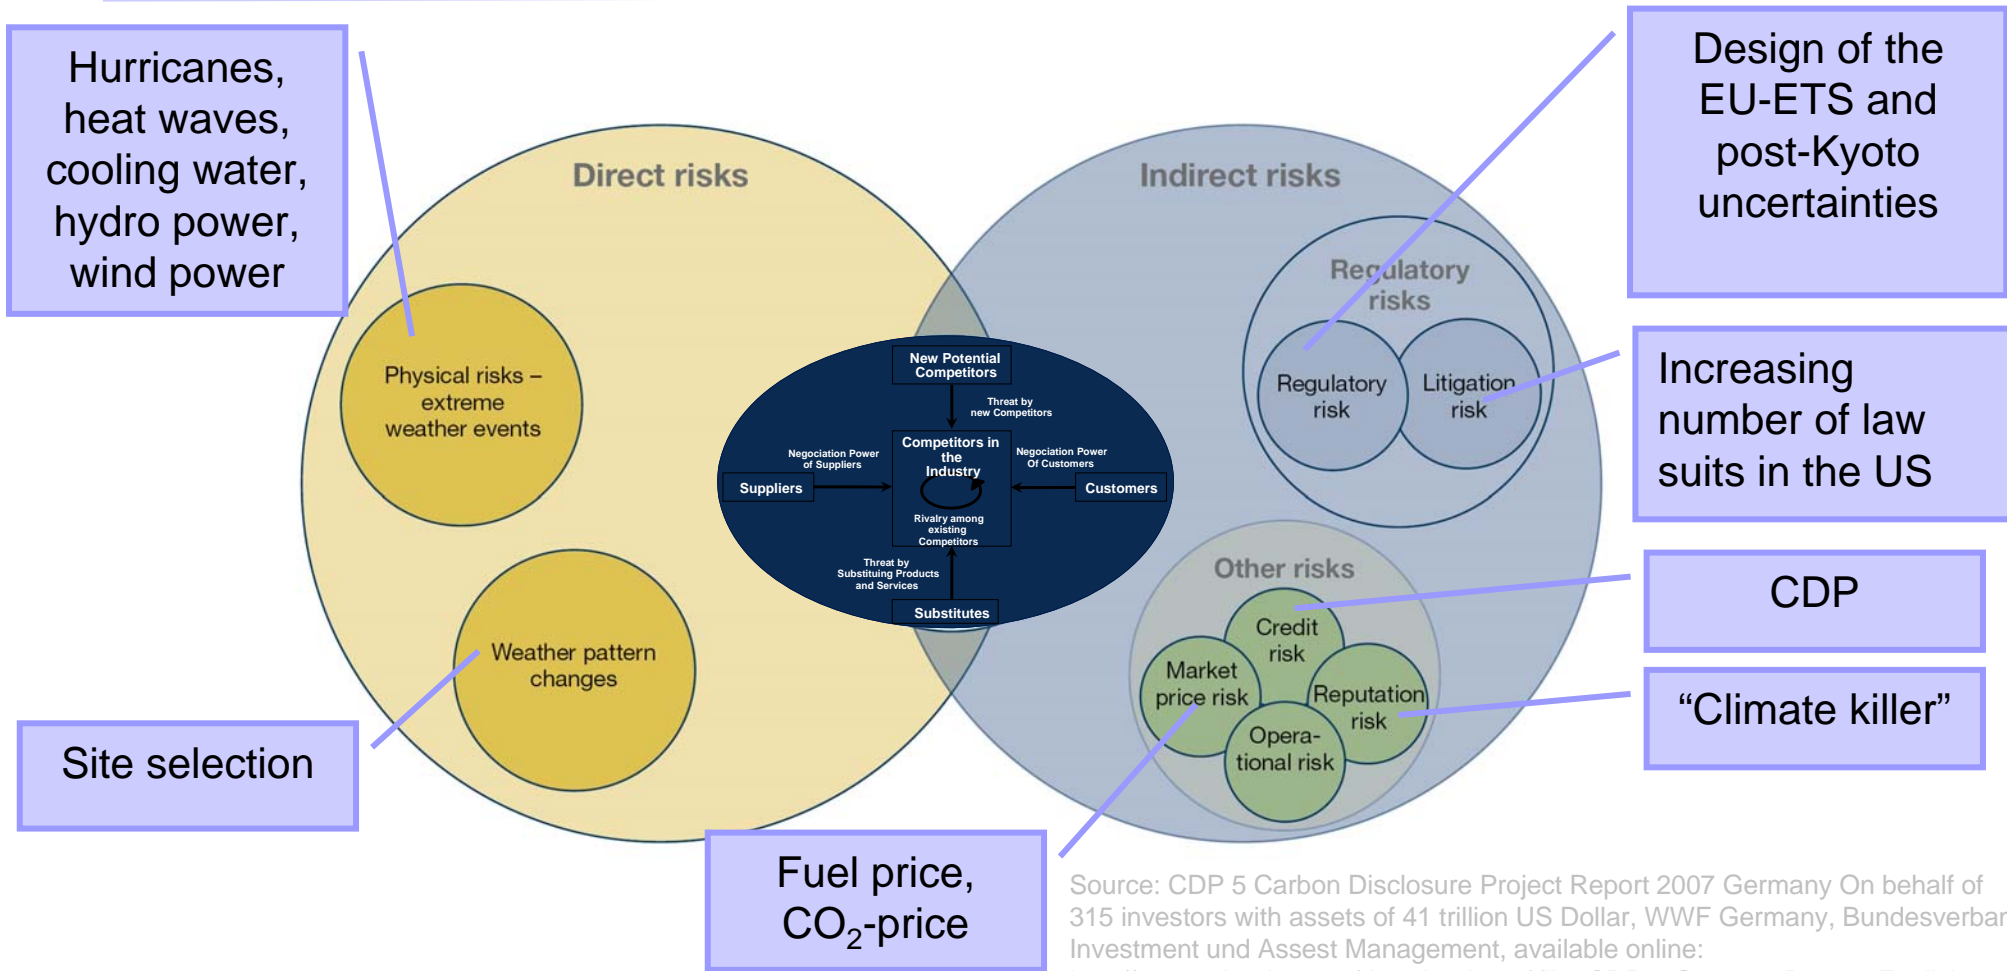 Hurricanes,
heat waves,
cooling water,
hydro power,
wind power
Design of the
EU-ETS and
post-Kyoto
uncertainties
Direct risks
Indirect risks
Physical risks –
extreme
weather events
Weather pattern
changes
Site selection
New Potential
Competitors
Threat by
new Competitors
Competitors in
the
Industry
Negociation Power
of Suppliers
Negociation Power
Of Customers
Suppliers
Customers
Rivalry among
existing
Competitors
Threat by
Substituing Products
and Services
Substitutes
Regulatory
risks
Regulatory
risk
Litigation
risk
Increasing
number of law
suits in the US
Other risks
Credit
risk
Market
price risk
Reputation
risk
Opera-
tional risk
CDP
“Climate killer”
Fuel price,
CO₂-price
Source: CDP 5 Carbon Disclosure Project Report 2007 Germany On behalf of
315 investors with assets of 41 trillion US Dollar, WWF Germany,
Investment und Assest Management, available online: